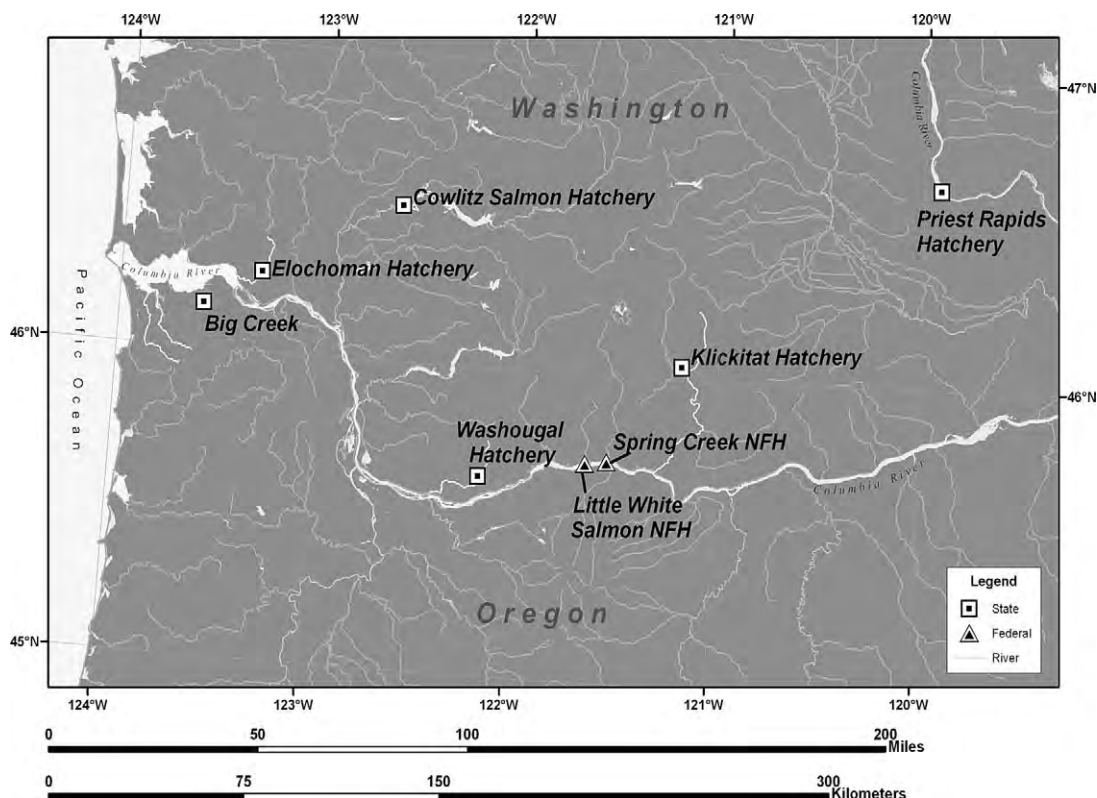 124°W 123°W 122°W 121°W 120°W
47°N
Washington
Columbia River
Cowlitz Salmon Hatchery
Priest Rapids
Hatchery
Columbia River
Elochoman Hatchery
Big Creek
46°N
Pacific Ocean
Klickitat Hatchery
46°N
Washougal
Hatchery
Spring Creek NFH
Columbia River
Little White
Salmon NFH
Oregon
Legend
State
Federal
River
45°N
124°W 123°W 122°W 121°W 120°W
0 50 100 200
Miles
0 75 150 300
Kilometers